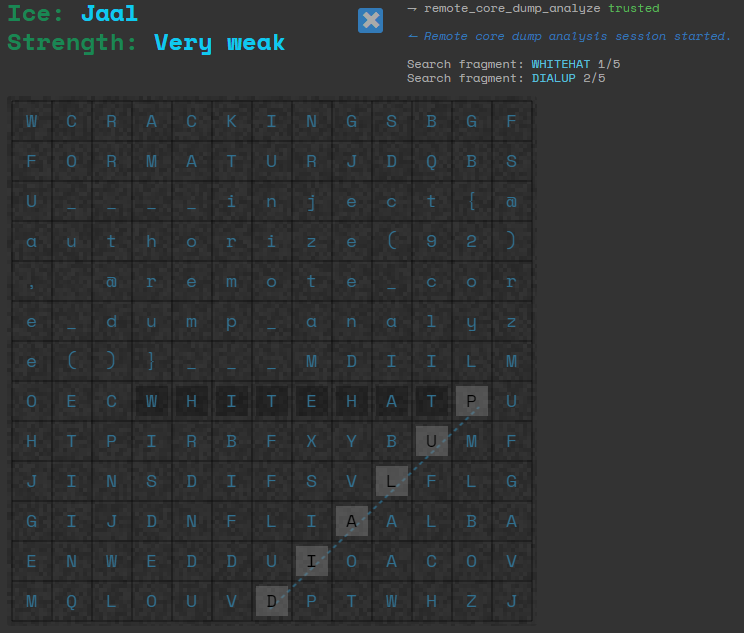 Ice: Jaal
Strength: Very weak
→ remote_core_dump_analyze trusted
← Remote core dump analysis session started.
Search fragment: WHITEHAT 1/5
Search fragment: DIALUP 2/5
W C R A C K I N G S B G F
F O R M A T U R J D Q B S
U _ _ _ _ i n j e c t [ @
a u t h o r i z e ( 9 2 )
,   @ r e m o t e _ c o r
e _ d u m p _ a n a l y z
e ( ) } _ _ _ M D I I L M
O E C W H I T E H A T P U
H T P I R B F X Y B U M F
J I N S D I F S V L F L G
G I J D N F L I A A L B A
E N W E D D U I O A C O V
M Q L O U V D P T W H Z J